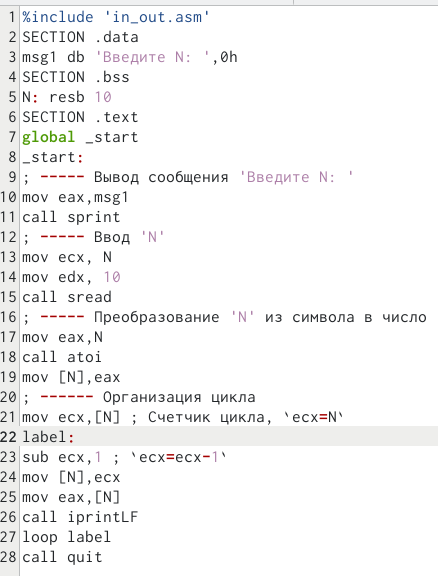 1 %include 'in_out.asm'
2 SECTION .data
3 msg1 db 'Введите N: ',0h
4 SECTION .bss
5 N: resb 10
6 SECTION .text
7 global _start
8 _start:
9 ; ----- Вывод сообщения 'Введите N: '
10 mov eax,msg1
11 call sprint
12 ; ----- Ввод 'N'
13 mov ecx, N
14 mov edx, 10
15 call sread
16 ; ----- Преобразование 'N' из символа в число
17 mov eax,N
18 call atoi
19 mov [N],eax
20 ; ------ Организация цикла
21 mov ecx,[N] ; Счетчик цикла, `ecx=N`
22 label:
23 sub ecx,1 ; `ecx=ecx-1`
24 mov [N],ecx
25 mov eax,[N]
26 call iprintLF
27 loop label
28 call quit